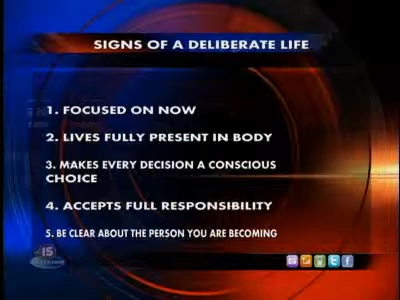 SIGNS OF A DELIBERATE LIFE
1. FOCUSED ON NOW
2. LIVES FULLY PRESENT IN BODY
3. MAKES EVERY DECISION A CONSCIOUS
CHOICE
4. ACCEPTS FULL RESPONSIBILITY
5. BE CLEAR ABOUT THE PERSON YOU ARE BECOMING
15